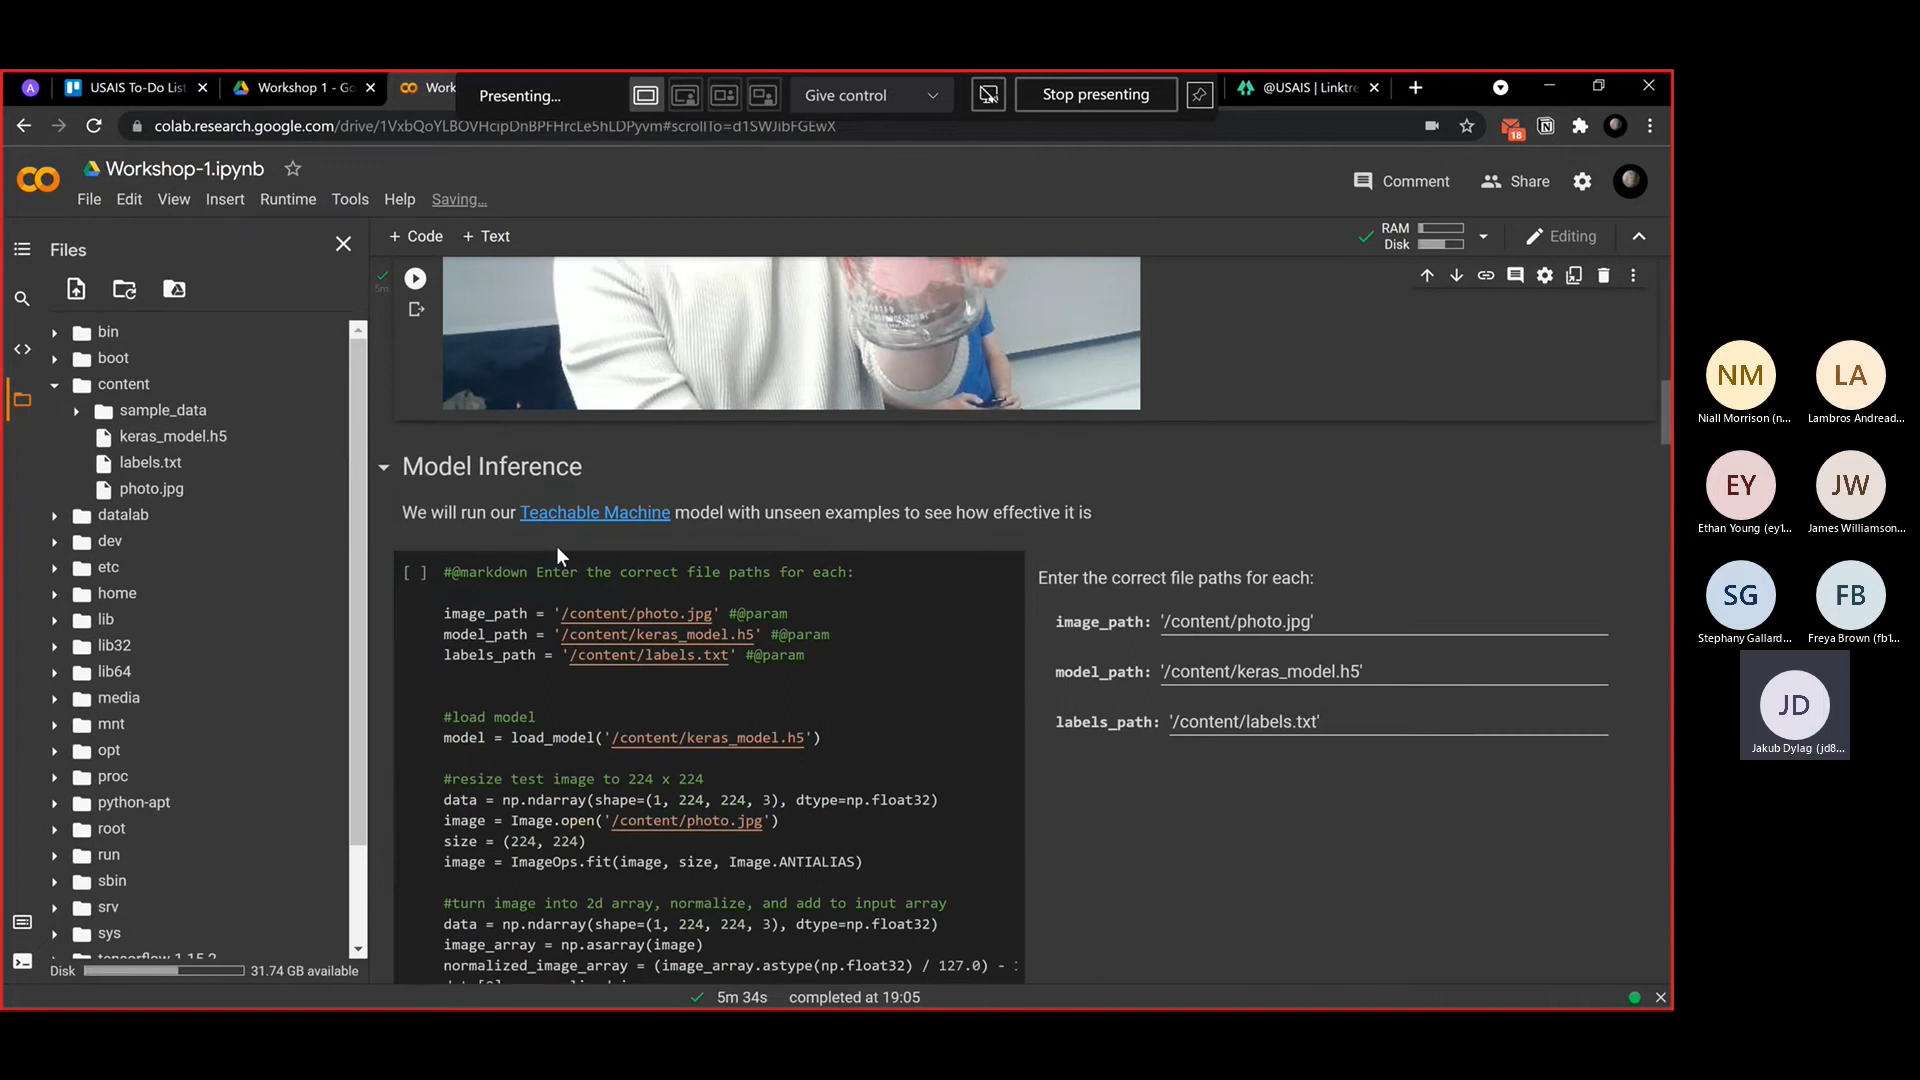 A
USAIS To-Do List
Workshop 1 - Go
Work
Presenting...
Give control
Stop presenting
@USAIS | Linktre
colab.research.google.com/drive/1VxbQoYLBOVHcipDnBPFHrcLe5hLDPyvm#scrollTo=d1SWJibFGEwX
18
Workshop-1.ipynb
File Edit View Insert Runtime Tools Help Saving...
Comment
Share
Files
+ Code + Text
RAM
Disk
Editing
5m
bin
boot
content
sample_data
keras_model.h5
labels.txt
photo.jpg
datalab
dev
etc
home
lib
lib32
lib64
media
mnt
opt
proc
python-apt
root
run
sbin
srv
sys
tensorflow-1.15.2
Disk 31.74 GB available
Model Inference
We will run our Teachable Machine model with unseen examples to see how effective it is
[ ] #@markdown Enter the correct file paths for each:
image_path = '/content/photo.jpg' #@param
model_path = '/content/keras_model.h5' #@param
labels_path = '/content/labels.txt' #@param
#load model
model = load_model('/content/keras_model.h5')
#resize test image to 224 x 224
data = np.ndarray(shape=(1, 224, 224, 3), dtype=np.float32)
image = Image.open('/content/photo.jpg')
size = (224, 224)
image = ImageOps.fit(image, size, Image.ANTIALIAS)
#turn image into 2d array, normalize, and add to input array
data = np.ndarray(shape=(1, 224, 224, 3), dtype=np.float32)
image_array = np.asarray(image)
normalized_image_array = (image_array.astype(np.float32) / 127.0) -
Enter the correct file paths for each:
image_path: '/content/photo.jpg'
model_path: '/content/keras_model.h5'
labels_path: '/content/labels.txt'
5m 34s completed at 19:05
NM
Niall Morrison (n...
LA
Lambros Andread...
EY
Ethan Young (ey1...
JW
James Williamson...
SG
Stephany Gallard...
FB
Freya Brown (fb1...
JD
Jakub Dylag (jd8...